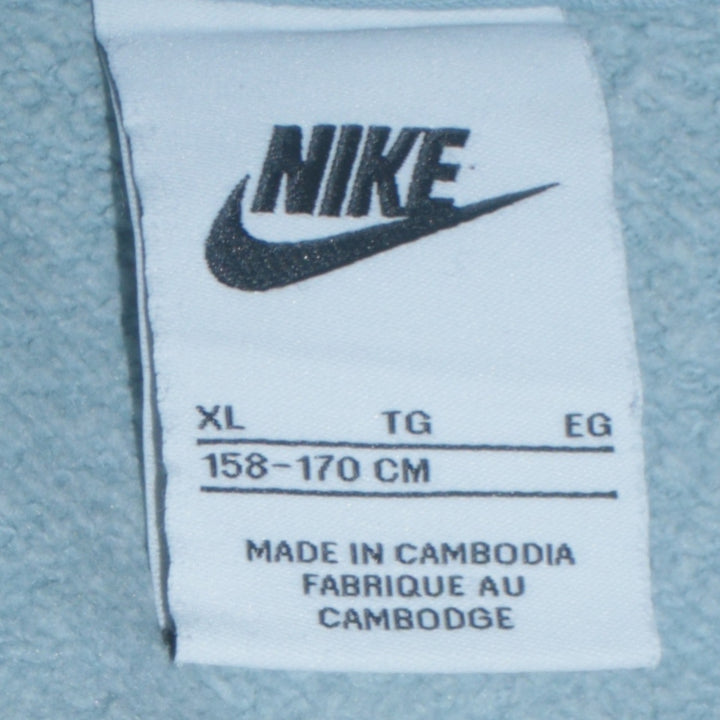 NIKE
XL TG EG
158-170 CM
MADE IN CAMBODIA
FABRIQUE AU
CAMBODGE